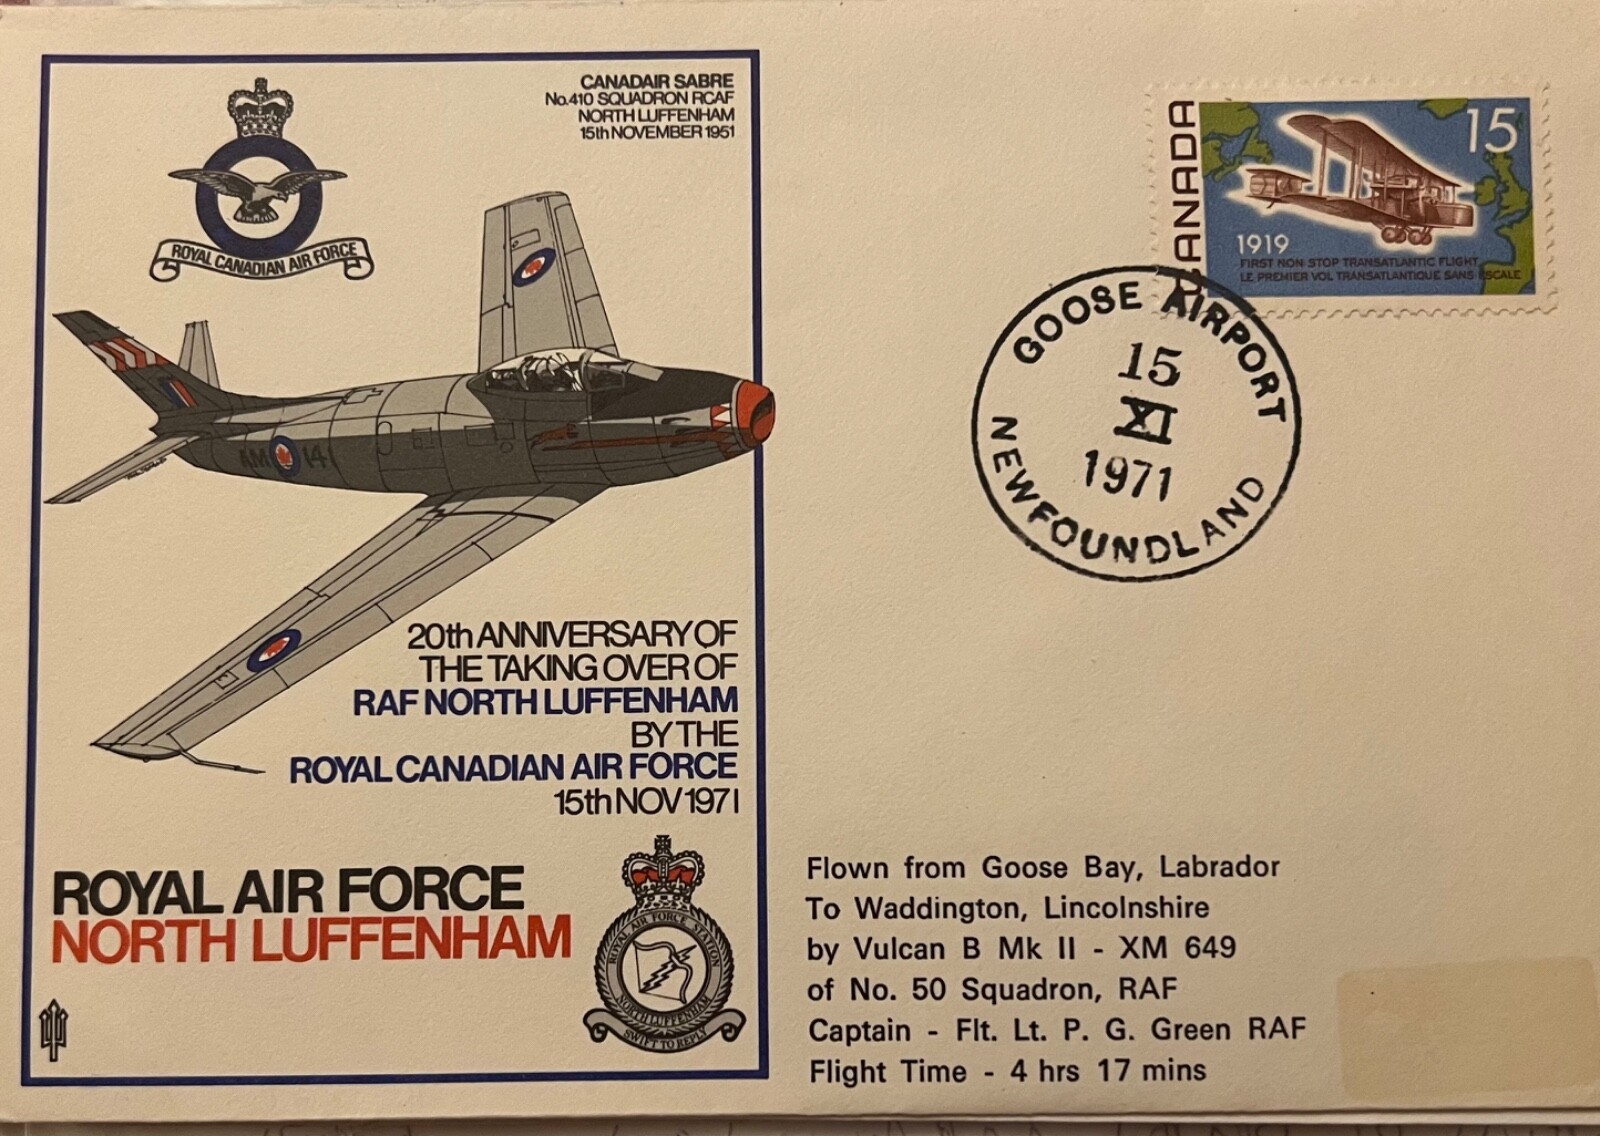 CANADAIR SABRE
No.410 SQUADRON RCAF
NORTH LUFFENHAM
15th NOVEMBER 1951
ROYAL CANADIAN AIR FORCE
AM 141
20th ANNIVERSARY OF
THE TAKING OVER OF
RAF NORTH LUFFENHAM
BY THE
ROYAL CANADIAN AIR FORCE
15th NOV 1971
ROYAL AIR FORCE
NORTH LUFFENHAM
ROYAL AIR FORCE STATION
NORTH LUFFENHAM
SWIFT TO REPLY
CANADA
15
1919
FIRST NON STOP TRANSATLANTIC FLIGHT
LE PREMIER VOL TRANSATLANTIQUE SANS ESCALE
GOOSE AIRPORT
15
XI
1971
NEWFOUNDLAND
Flown from Goose Bay, Labrador
To Waddington, Lincolnshire
by Vulcan B Mk II - XM 649
of No. 50 Squadron, RAF
Captain - Flt. Lt. P. G. Green RAF
Flight Time - 4 hrs 17 mins